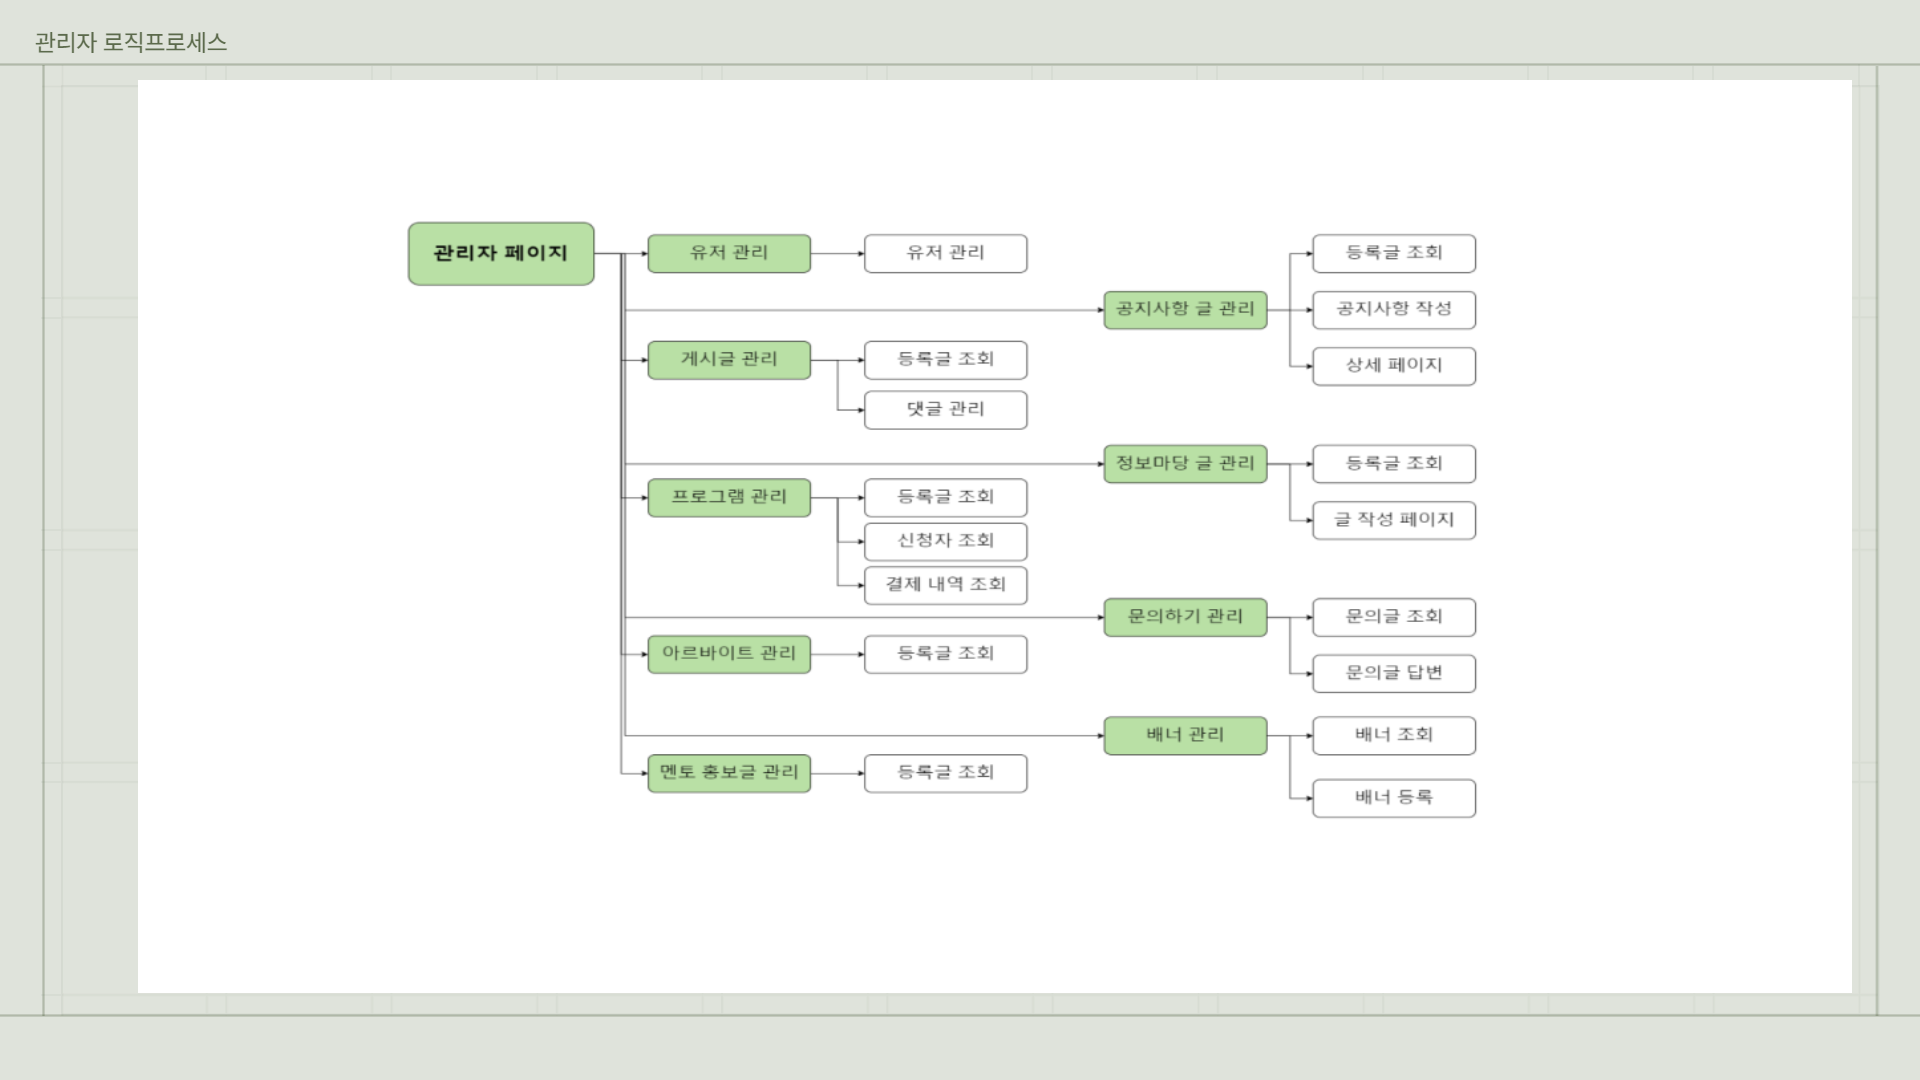 관리자 로직프로세스
관리자 페이지
유저 관리
유저 관리
게시글 관리
등록글 조회
댓글 관리
프로그램 관리
등록글 조회
신청자 조회
결제 내역 조회
아르바이트 관리
등록글 조회
멘토 홍보글 관리
등록글 조회
공지사항 글 관리
등록글 조회
공지사항 작성
상세 페이지
정보마당 글 관리
등록글 조회
글 작성 페이지
문의하기 관리
문의글 조회
문의글 답변
배너 관리
배너 조회
배너 등록